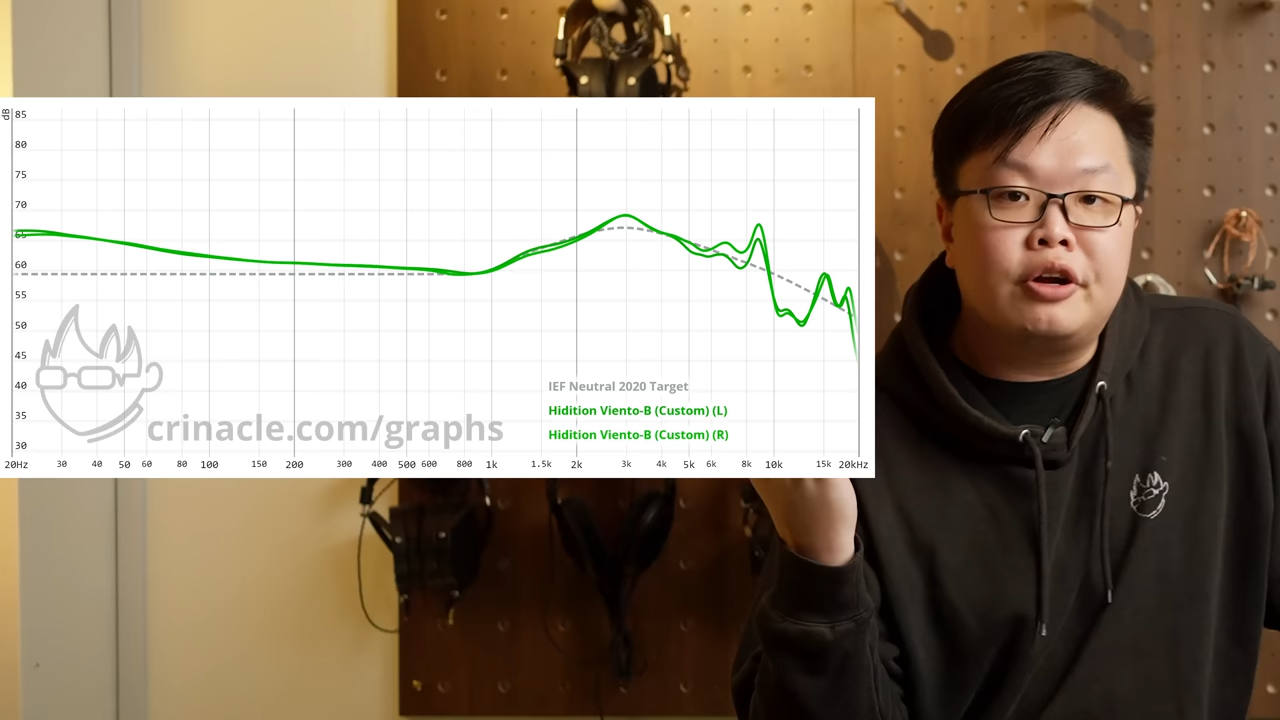 dB
85
80
75
70
65
60
55
50
45
40
35
30
IEF Neutral 2020 Target
Hidition Viento-B (Custom) (L)
Hidition Viento-B (Custom) (R)
crinacle.com/graphs
20Hz 30 40 50 60 80 100 150 200 300 400 500 600 800 1k 1.5k 2k 3k 4k 5k 6k 8k 10k 15k 20kHz